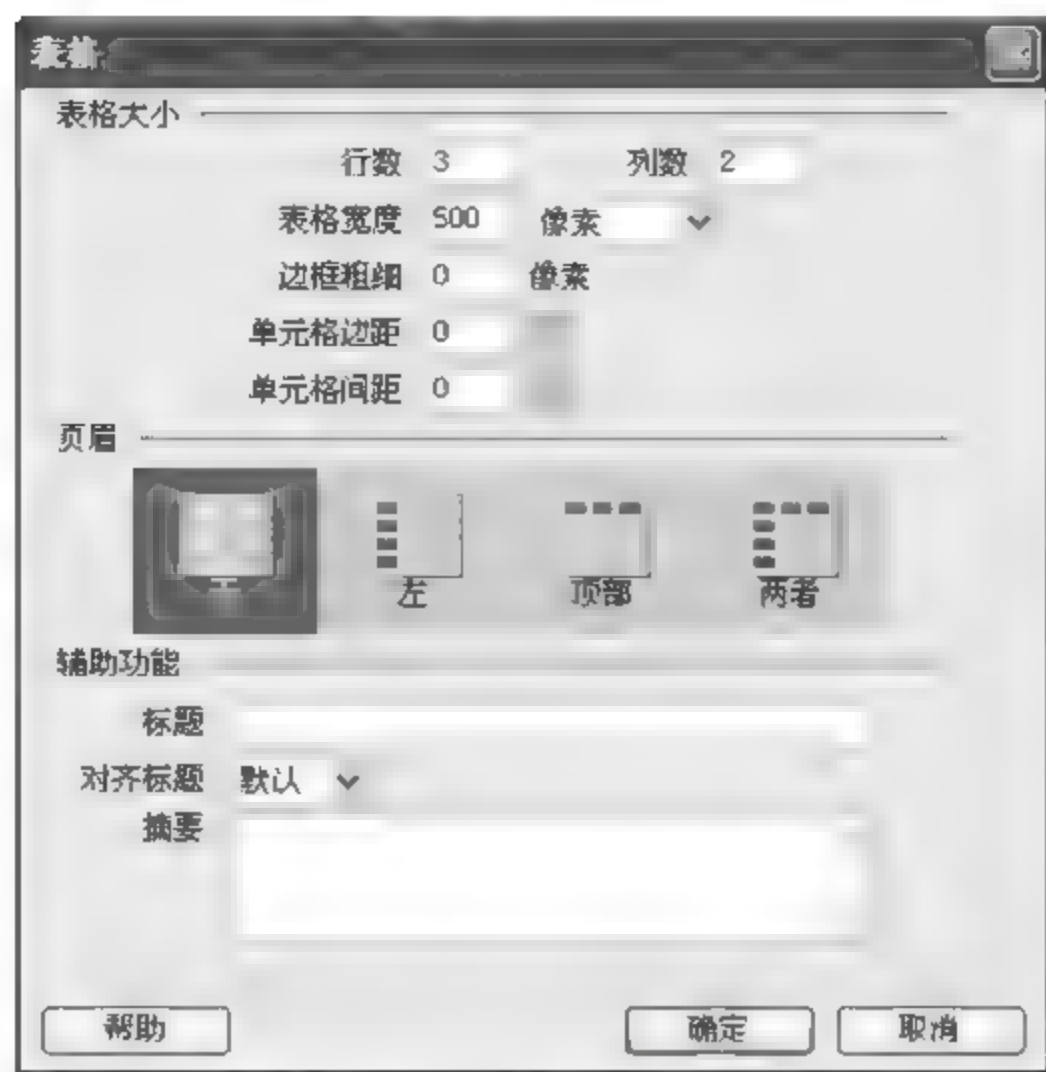 表格
表格大小
行数 3 列数 2
表格宽度 500 像素
边框粗细 0 像素
单元格边距 0
单元格间距 0
页眉
左 顶部 两者
辅助功能
标题
对齐标题 默认
摘要
帮助 确定 取消